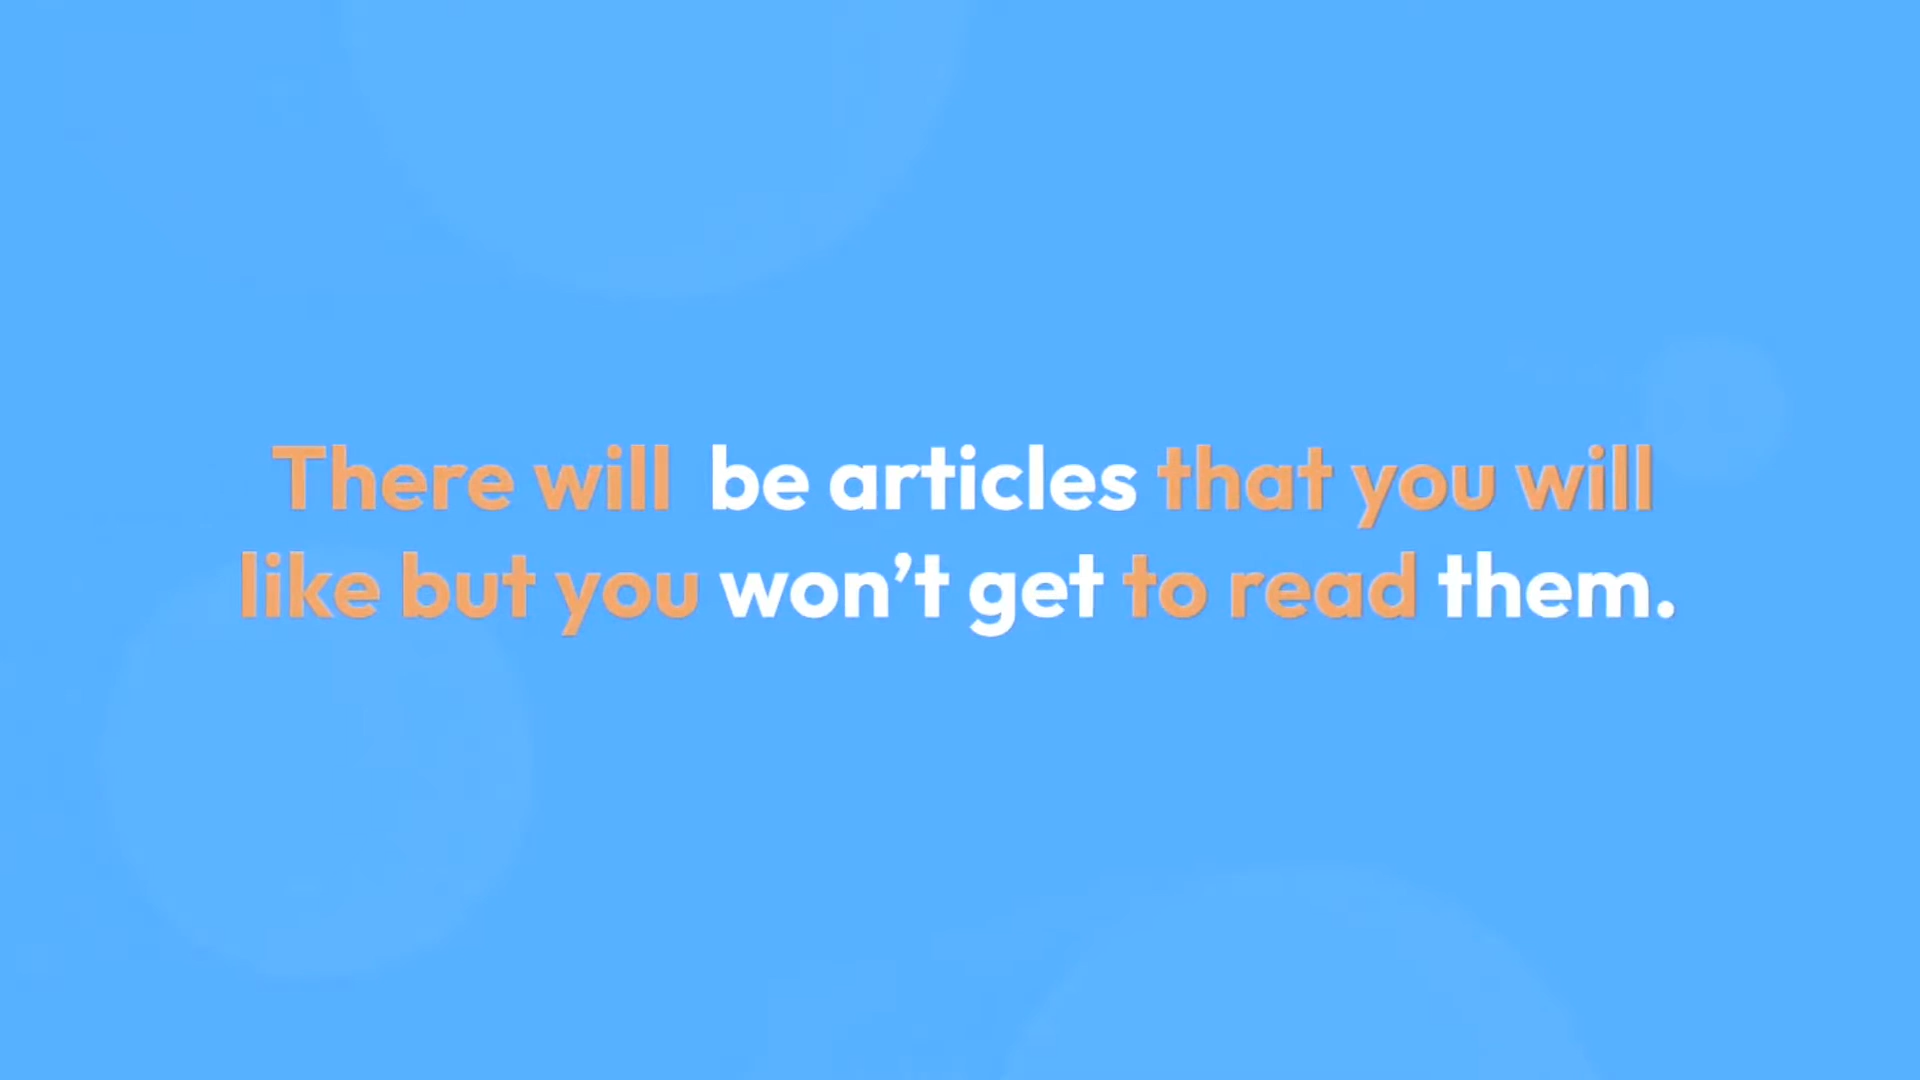 There will be articles that you will
like but you won’t get to read them.